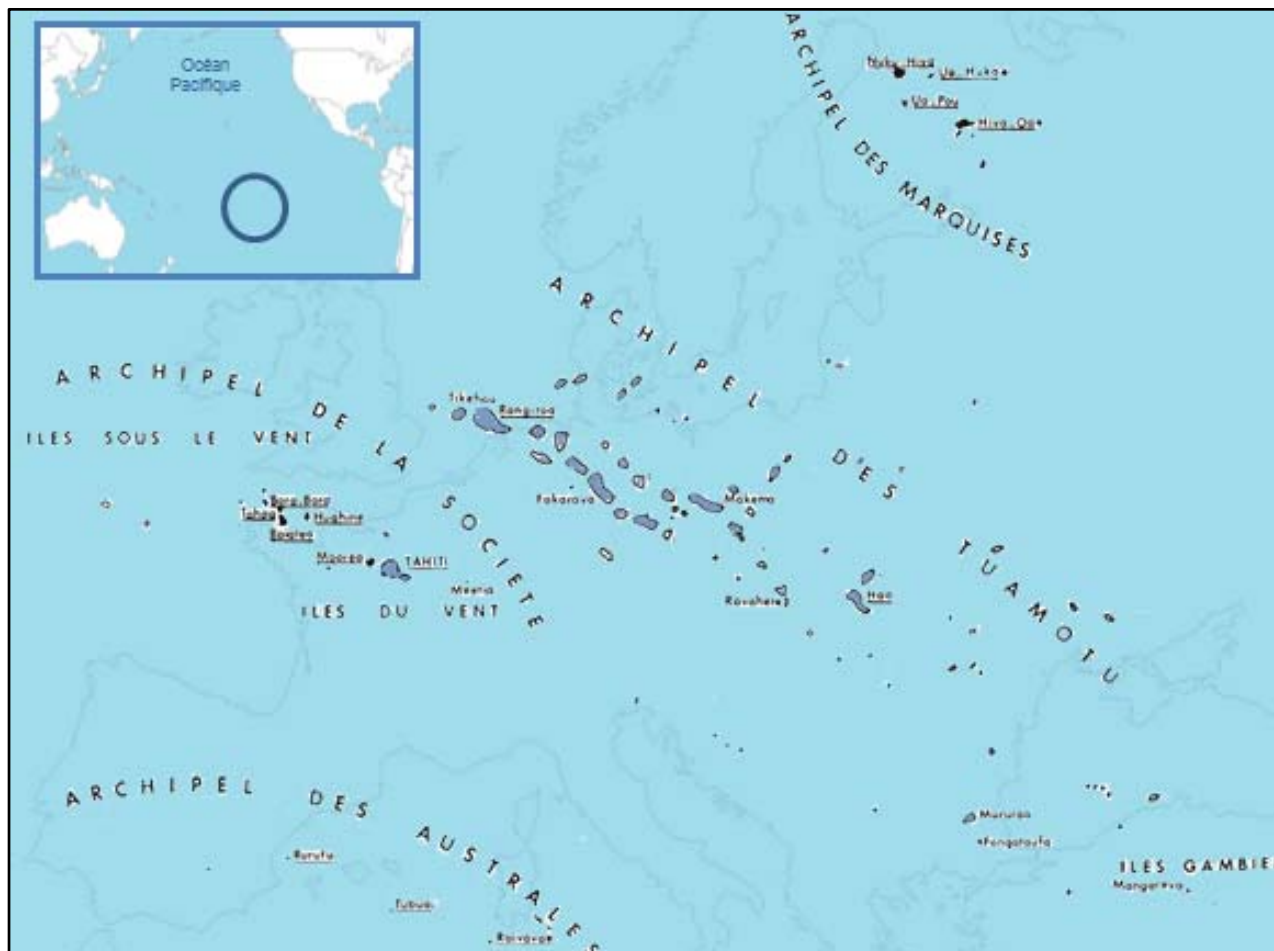 Océan
Pacifique
ARCHIPEL DES MARQUISES
Nuku-Hiva
Ua-Huka
Ua-Pou
Hiva-Oa
ARCHIPEL DES TUAMOTU
ARCHIPEL DE LA SOCIETE
ILES SOUS LE VENT
Tikehau
Rangiroa
Fakarava
Makemo
Bora-Bora
Tahaa
Huahine
Raiatea
Moorea
TAHITI
Ravahere
Hao
ILES DU VENT
ARCHIPEL DES AUSTRALES
Mururoa
Fangataufa
ILES GAMBIE
Mangareva
Rurutu
Tubuai
Raivavae